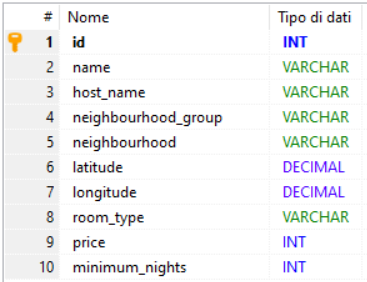 # Nome Tipo di dati
1 id INT
2 name VARCHAR
3 host_name VARCHAR
4 neighbourhood_group VARCHAR
5 neighbourhood VARCHAR
6 latitude DECIMAL
7 longitude DECIMAL
8 room_type VARCHAR
9 price INT
10 minimum_nights INT